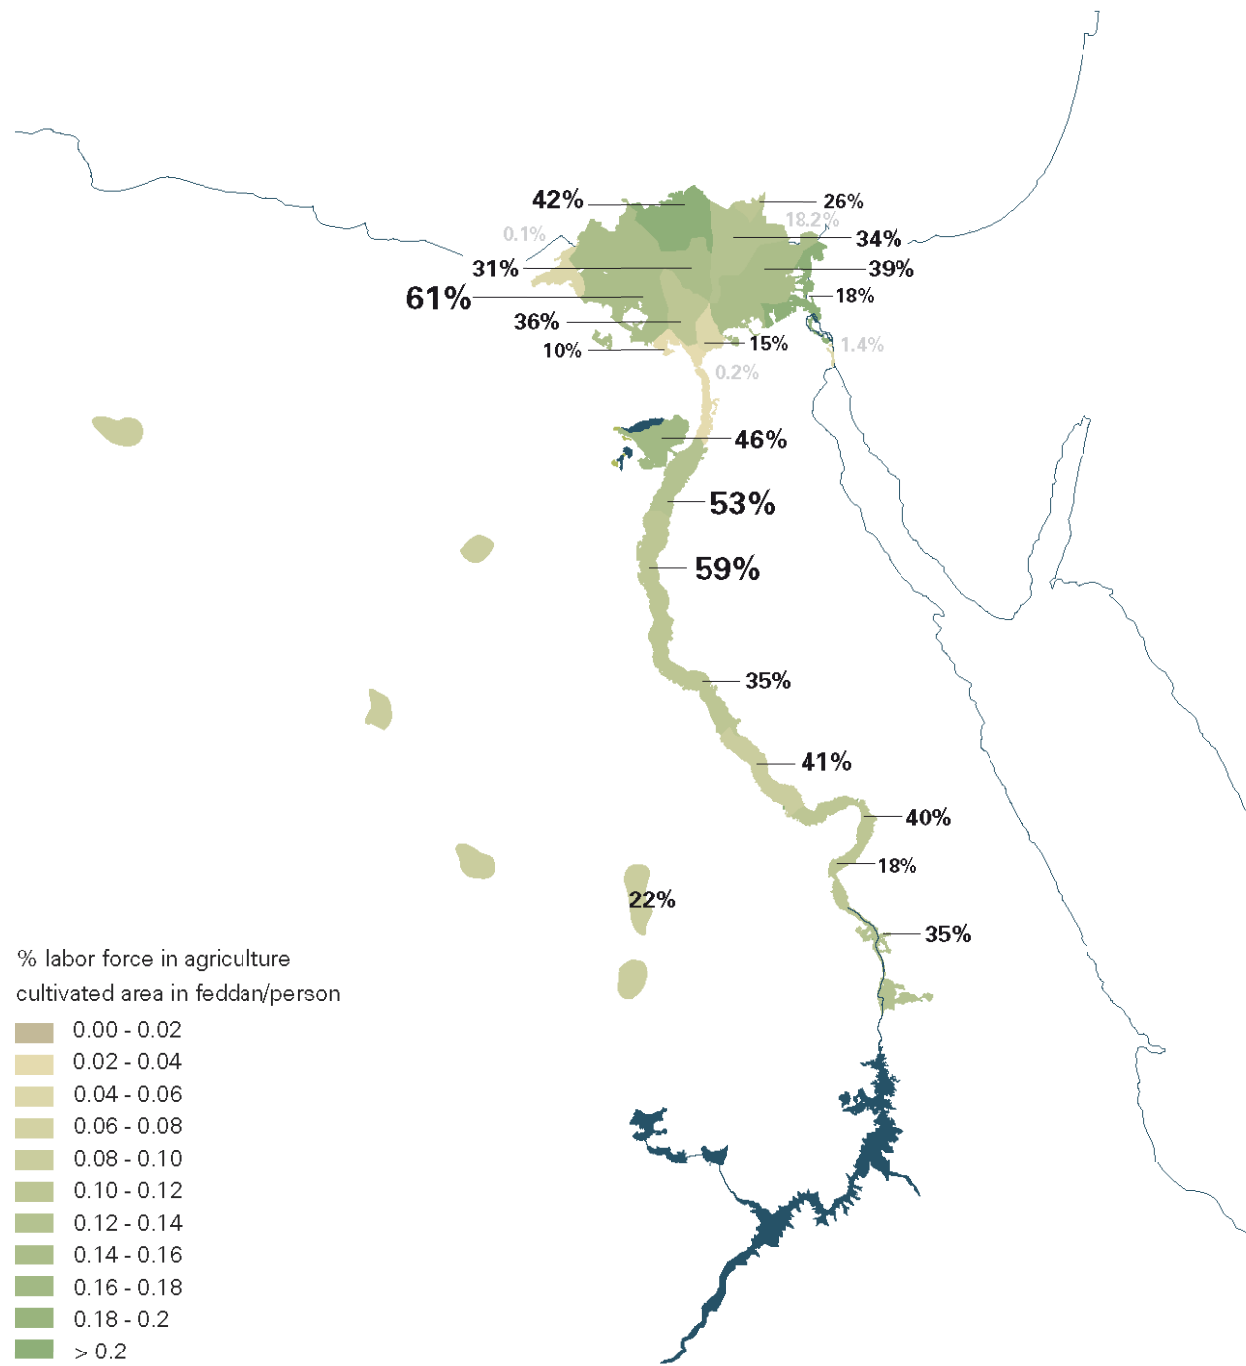 42%
26%
18.2%
0.1%
34%
31%
39%
61%
18%
36%
10%
15%
1.4%
0.2%
46%
53%
59%
35%
41%
40%
18%
22%
35%
% labor force in agriculture
cultivated area in feddan/person
0.00 - 0.02
0.02 - 0.04
0.04 - 0.06
0.06 - 0.08
0.08 - 0.10
0.10 - 0.12
0.12 - 0.14
0.14 - 0.16
0.16 - 0.18
0.18 - 0.2
> 0.2